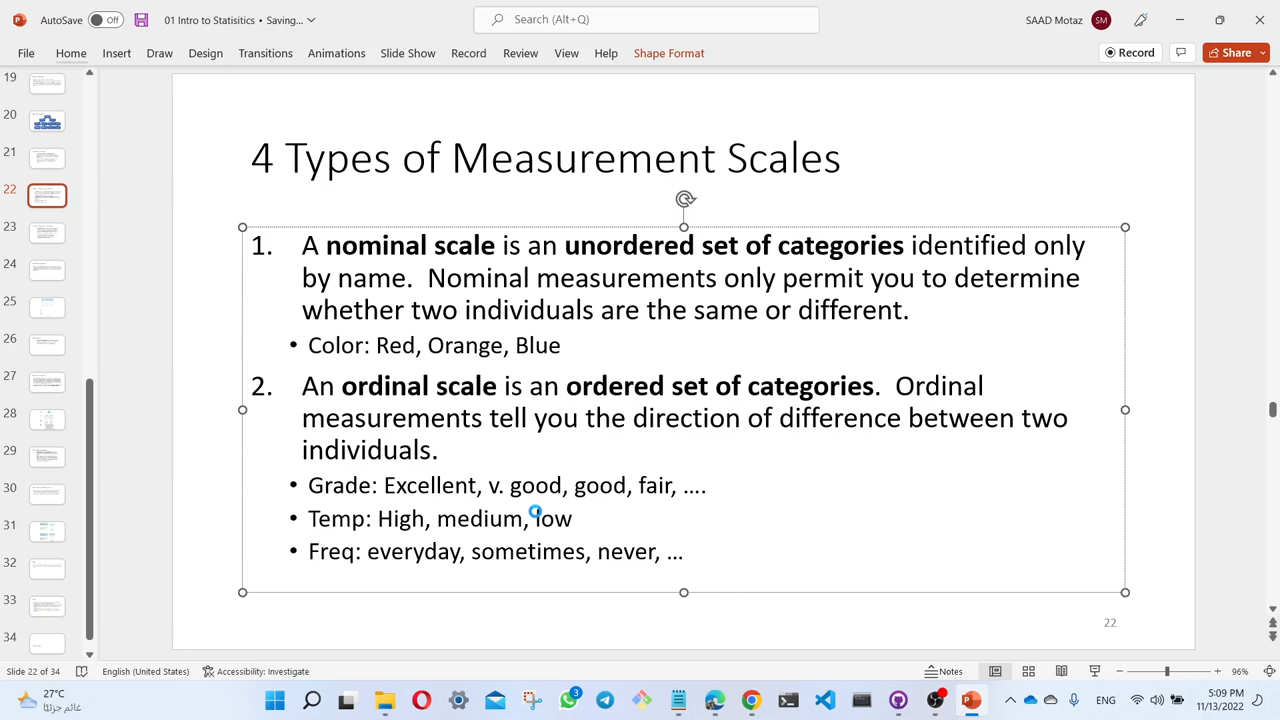 AutoSave Off 01 Intro to Statisitics • Saving... Search (Alt+Q) SAAD Motaz SM
File Home Insert Draw Design Transitions Animations Slide Show Record Review View Help Shape Format Record Share
19
20
21
22
23
24
25
26
27
28
29
30
31
32
33
34
4 Types of Measurement Scales
1. A nominal scale is an unordered set of categories identified only
by name. Nominal measurements only permit you to determine
whether two individuals are the same or different.
• Color: Red, Orange, Blue
2. An ordinal scale is an ordered set of categories. Ordinal
measurements tell you the direction of difference between two
individuals.
• Grade: Excellent, v. good, good, fair, ....
• Temp: High, medium, low
• Freq: everyday, sometimes, never, ...
22
Slide 22 of 34 English (United States) Accessibility: Investigate Notes 96%
27°C
غائم جزئيًا
3
ENG
5:09 PM
11/13/2022